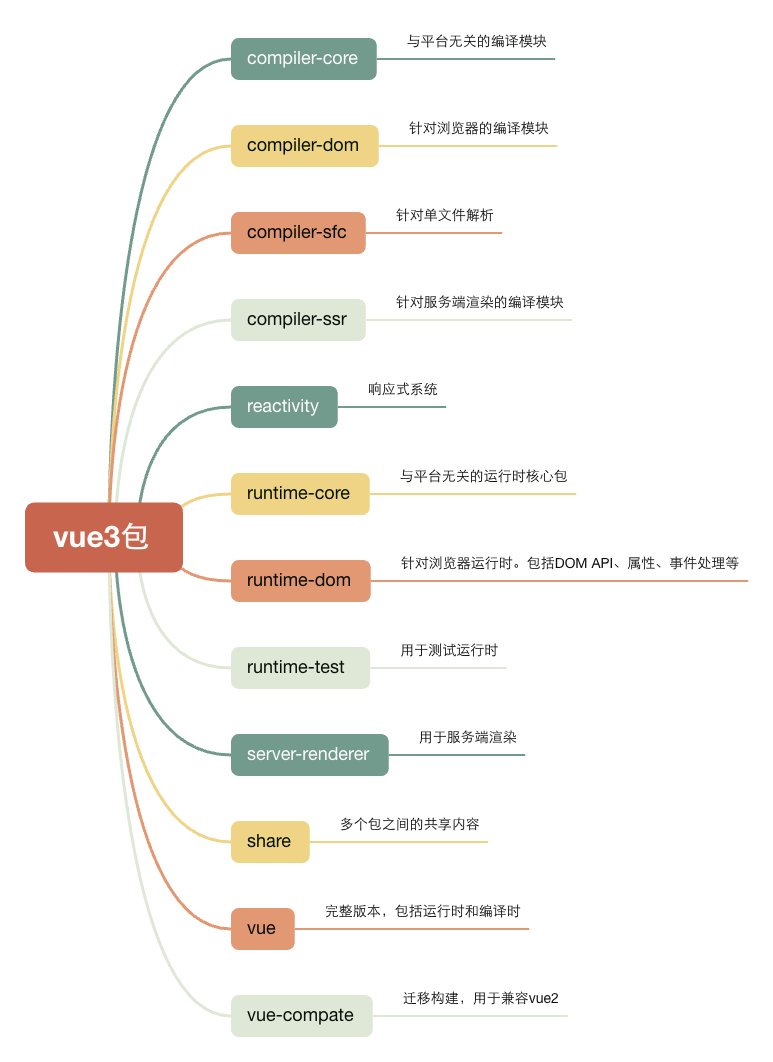 compiler-core
与平台无关的编译模块
compiler-dom
针对浏览器的编译模块
compiler-sfc
针对单文件解析
compiler-ssr
针对服务端渲染的编译模块
reactivity
响应式系统
runtime-core
与平台无关的运行时核心包
vue3包
runtime-dom
针对浏览器运行时。包括DOM API、属性、事件处理等
runtime-test
用于测试运行时
server-renderer
用于服务端渲染
share
多个包之间的共享内容
vue
完整版本，包括运行时和编译时
vue-compate
迁移构建，用于兼容vue2